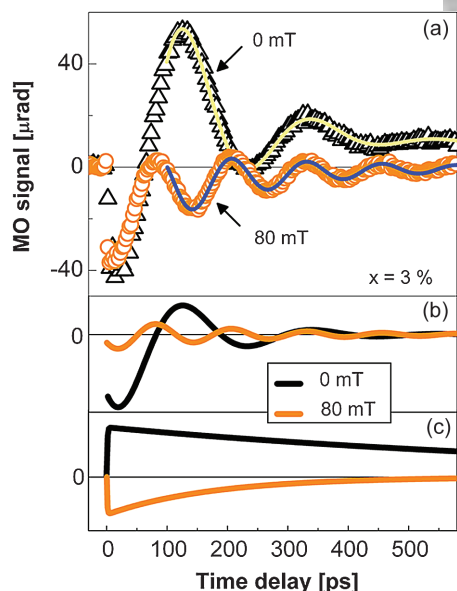 (a)
40
0 mT
0
MO signal [μrad]
80 mT
-40
x = 3 %
(b)
0
0 mT
80 mT
(c)
0
0 100 200 300 400 500
Time delay [ps]